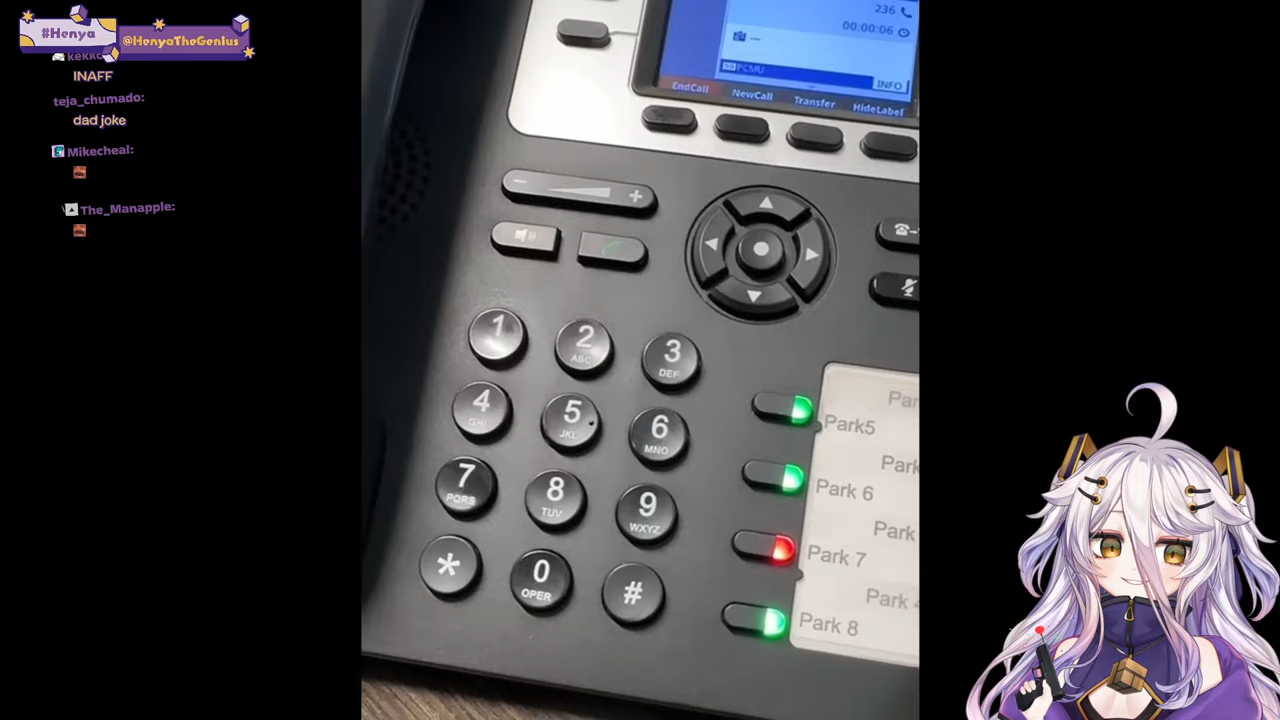 #Henya
@HenyaTheGenius
INAFF
teja_chumado:
dad joke
Mikecheal:
The_Manapple:
236
00:00:06
PCMU
INFO
EndCall
NewCall
Transfer
HideLabel
1
2
ABC
3
DEF
4
GHI
5
JKL
6
MNO
7
PQRS
8
TUV
9
WXYZ
*
0
OPER
#
Park5
Park 6
Park 7
Park 8